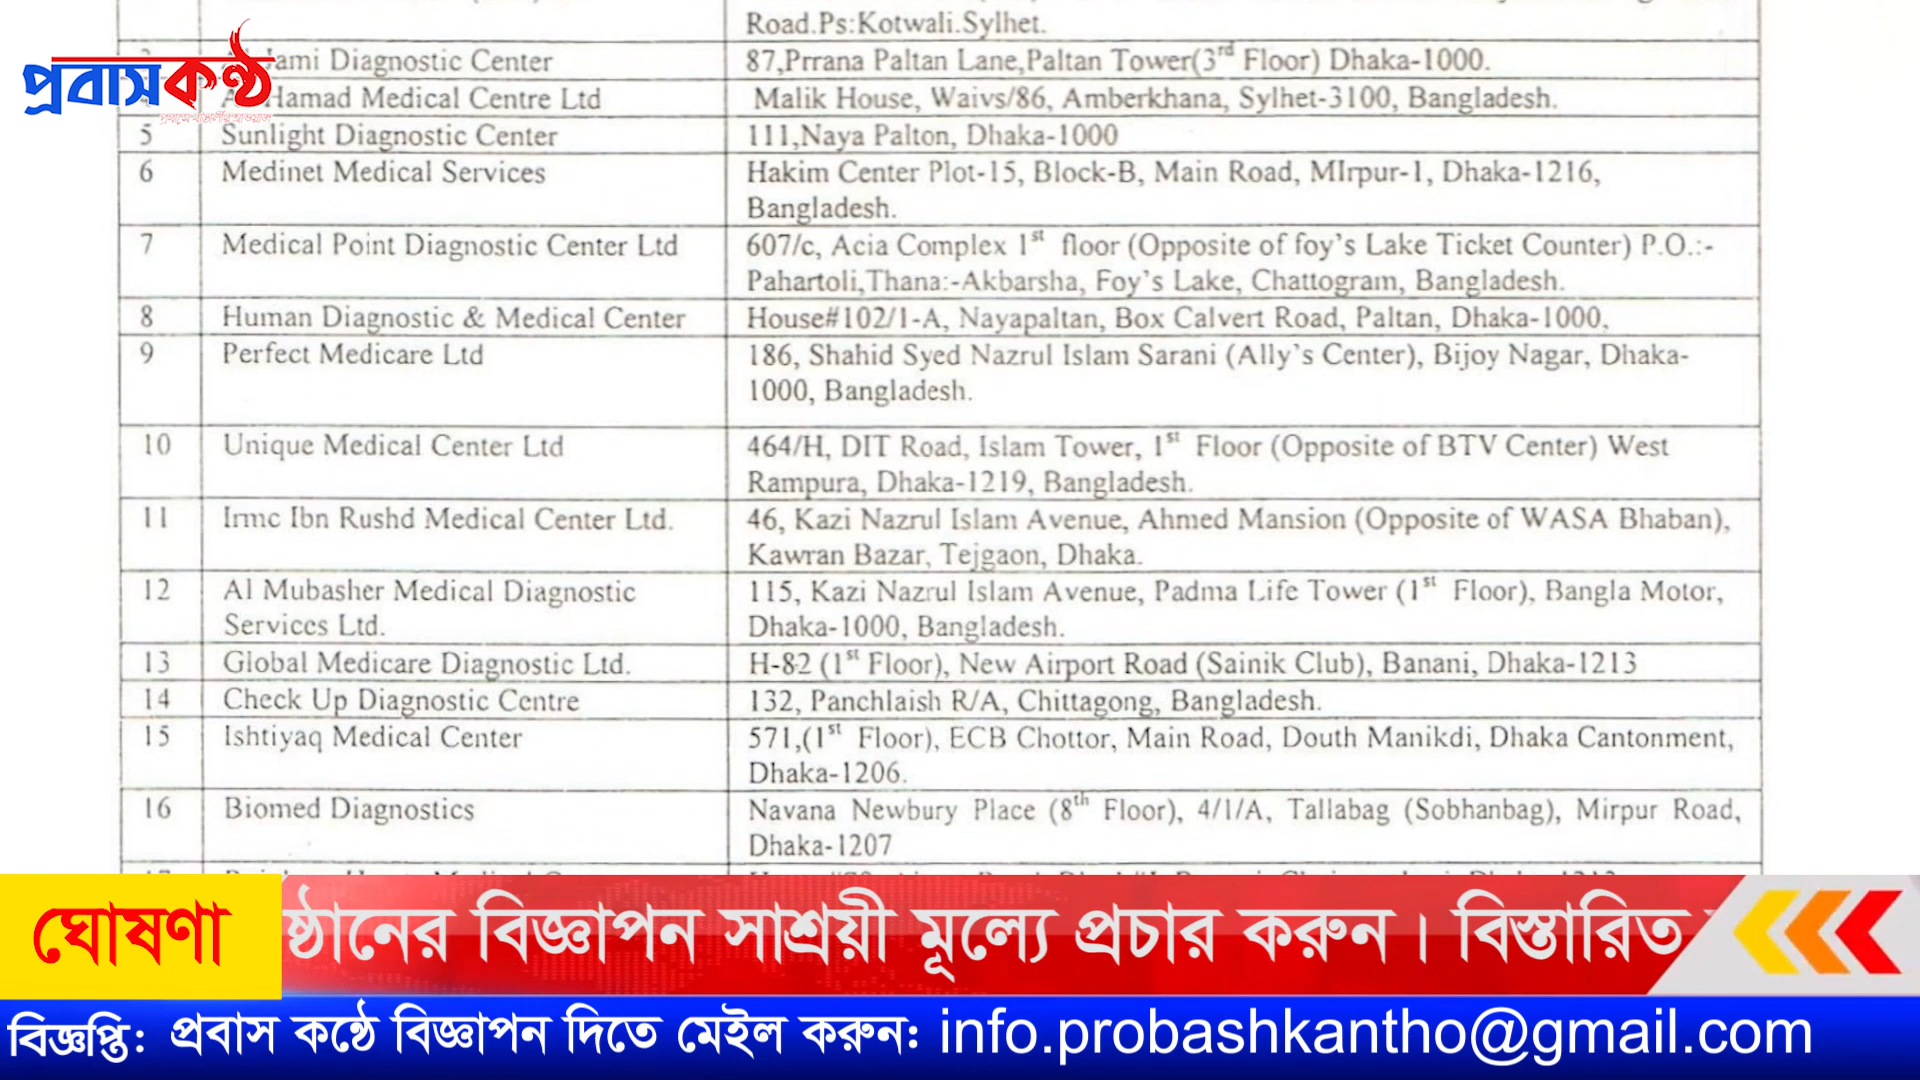 Road.Ps:Kotwali.Sylhet.
প্রবাস কণ্ঠ
Jami Diagnostic Center 87,Prrana Paltan Lane,Paltan Tower(3rd Floor) Dhaka-1000.
Hamad Medical Centre Ltd Malik House, Waivs/86, Amberkhana, Sylhet-3100, Bangladesh.
5 Sunlight Diagnostic Center 111,Naya Palton, Dhaka-1000
6 Medinet Medical Services Hakim Center Plot-15, Block-B, Main Road, MIrpur-1, Dhaka-1216,
Bangladesh.
7 Medical Point Diagnostic Center Ltd 607/c, Acia Complex 1st floor (Opposite of foy's Lake Ticket Counter) P.O.:-
Pahartoli,Thana:-Akbarsha, Foy's Lake, Chattogram, Bangladesh.
8 Human Diagnostic & Medical Center House#102/1-A, Nayapaltan, Box Calvert Road, Paltan, Dhaka-1000,
9 Perfect Medicare Ltd 186, Shahid Syed Nazrul Islam Sarani (Ally's Center), Bijoy Nagar, Dhaka-
1000, Bangladesh.
10 Unique Medical Center Ltd 464/H, DIT Road, Islam Tower, 1st Floor (Opposite of BTV Center) West
Rampura, Dhaka-1219, Bangladesh.
11 Irmc Ibn Rushd Medical Center Ltd. 46, Kazi Nazrul Islam Avenue, Ahmed Mansion (Opposite of WASA Bhaban),
Kawran Bazar, Tejgaon, Dhaka.
12 Al Mubasher Medical Diagnostic 115, Kazi Nazrul Islam Avenue, Padma Life Tower (1st Floor), Bangla Motor,
Services Ltd. Dhaka-1000, Bangladesh.
13 Global Medicare Diagnostic Ltd. H-82 (1st Floor), New Airport Road (Sainik Club), Banani, Dhaka-1213
14 Check Up Diagnostic Centre 132, Panchlaish R/A, Chittagong, Bangladesh.
15 Ishtiyaq Medical Center 571,(1st Floor), ECB Chottor, Main Road, Douth Manikdi, Dhaka Cantonment,
Dhaka-1206.
16 Biomed Diagnostics Navana Newbury Place (8th Floor), 4/1/A, Tallabag (Sobhanbag), Mirpur Road,
Dhaka-1207
ঘোষণা ষ্ঠানের বিজ্ঞাপন সাশ্রয়ী মূল্যে প্রচার করুন। বিস্তারিত
বিজ্ঞপ্তি: প্রবাস কণ্ঠে বিজ্ঞাপন দিতে মেইল করুনঃ info.probashkantho@gmail.com